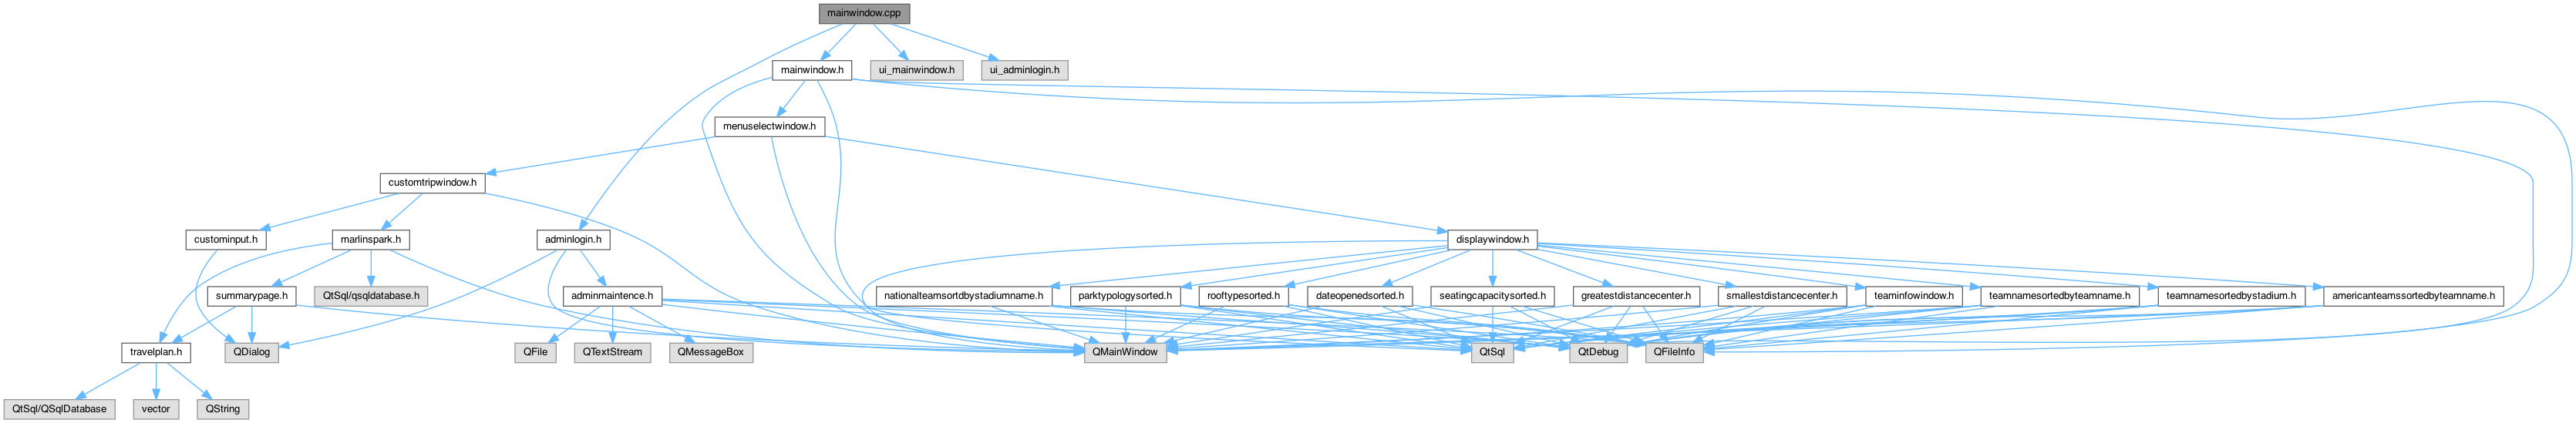 mainwindow.cpp
mainwindow.h
ui_mainwindow.h
ui_adminlogin.h
menuselectwindow.h
customtripwindow.h
custominput.h
marlinspark.h
adminlogin.h
displaywindow.h
summarypage.h
QtSql/qsqldatabase.h
adminmaintence.h
nationalteamsortdbystadiumname.h
parktypologysorted.h
rooftypesorted.h
dateopenedsorted.h
seatingcapacitysorted.h
greatestdistancecenter.h
smallestdistancecenter.h
teaminfowindow.h
teamnamesortedbyteamname.h
teamnamesortedbystadium.h
americanteamssortedbyteamname.h
travelplan.h
QDialog
QFile
QTextStream
QMessageBox
QMainWindow
QtSql
QtDebug
QFileInfo
QtSql/QSqlDatabase
vector
QString